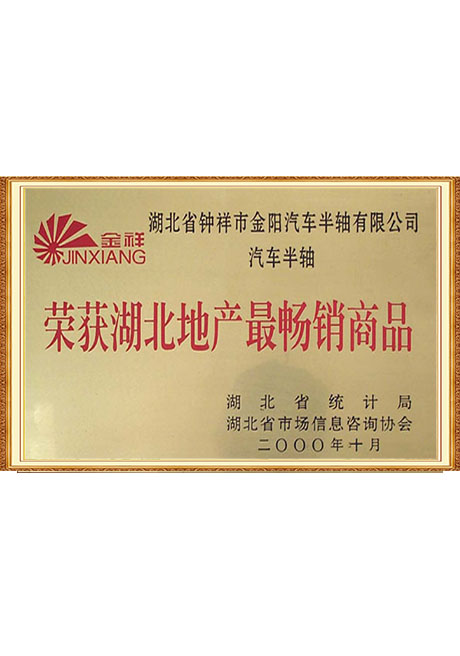 金祥
JINXIANG
湖北省钟祥市金阳汽车半轴有限公司
汽车半轴
荣获湖北地产最畅销商品
湖北省统计局
湖北省市场信息咨询协会
二〇〇〇年十月